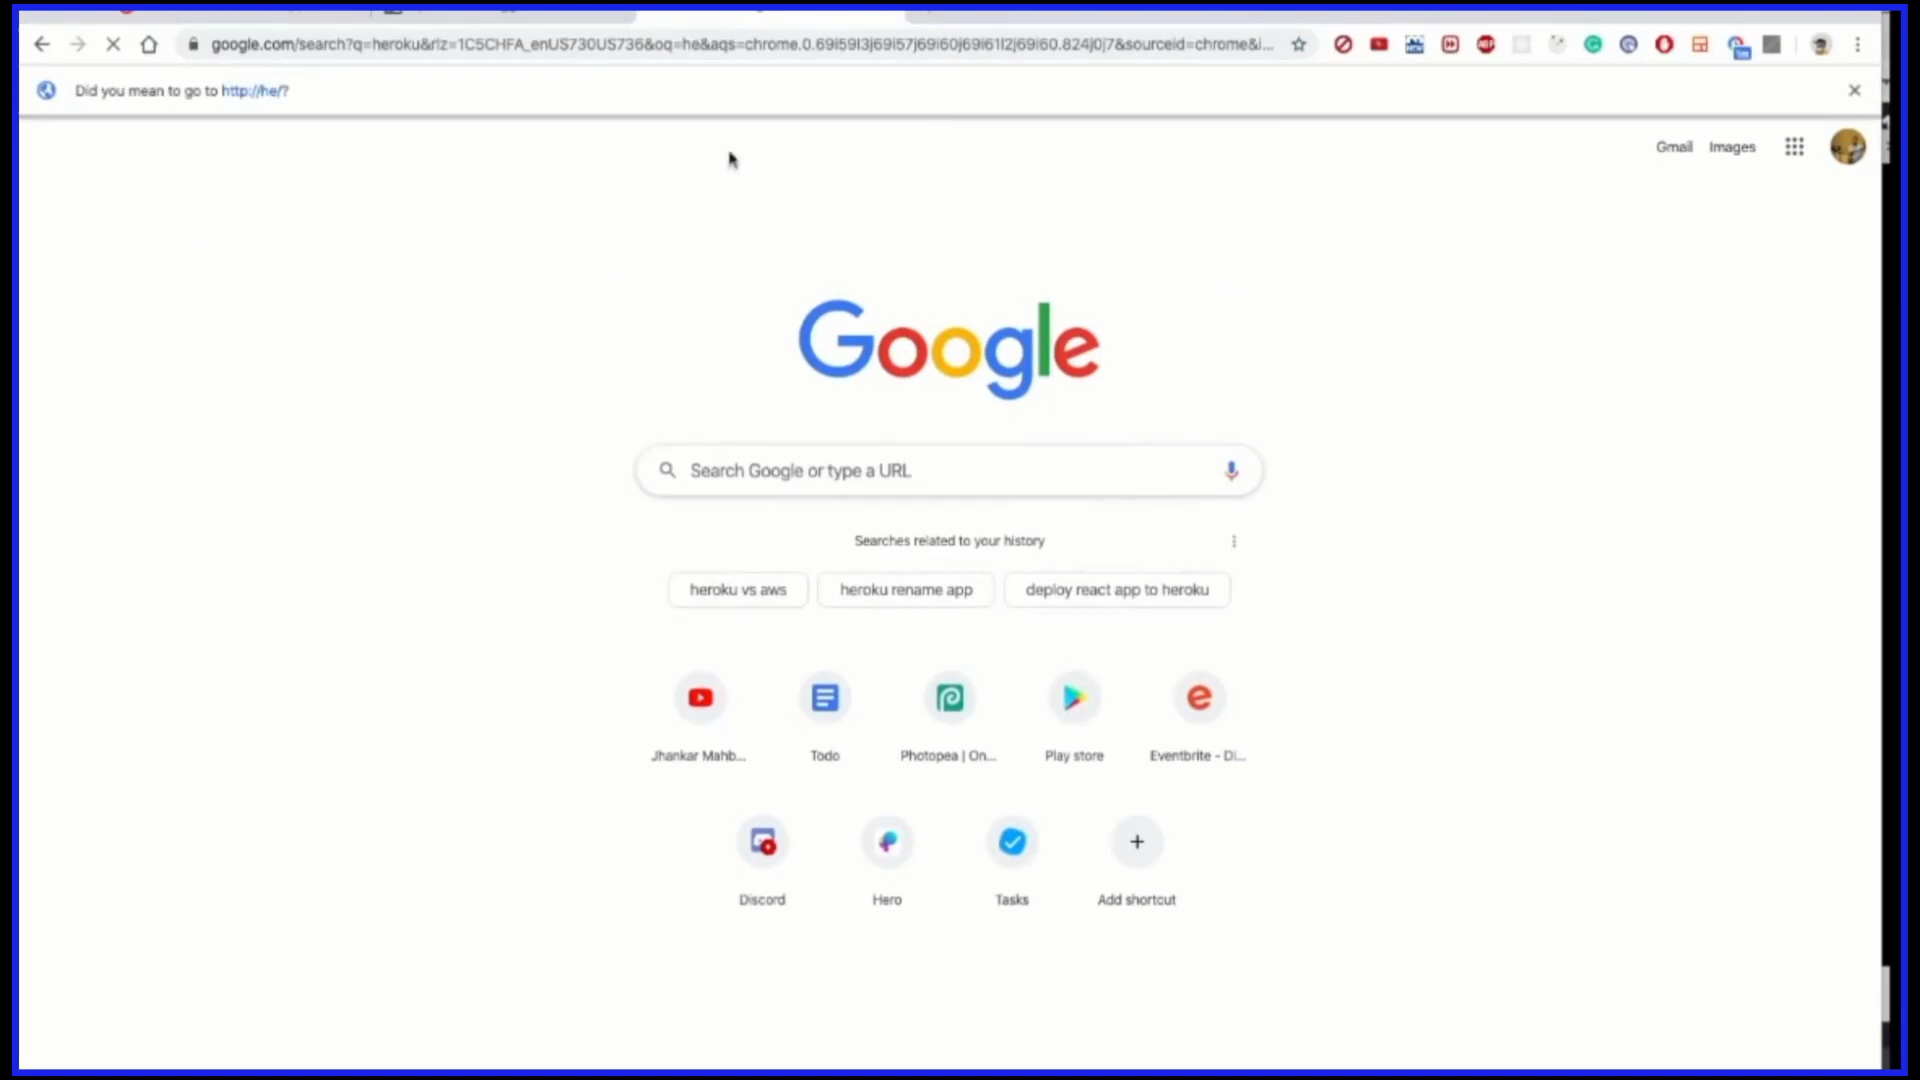 google.com/search?q=heroku&rlz=1C5CHFA_enUS730US736&oq=he&aqs=chrome.0.69i59l3j69i57j69i60j69i61l2j69i60.824j0j7&sourceid=chrome&i...
Did you mean to go to http://he/?
Gmail Images
Google
Search Google or type a URL
Searches related to your history
heroku vs aws heroku rename app deploy react app to heroku
Jhankar Mahb... Todo Photopea | On... Play store Eventbrite - Di...
Discord Hero Tasks Add shortcut